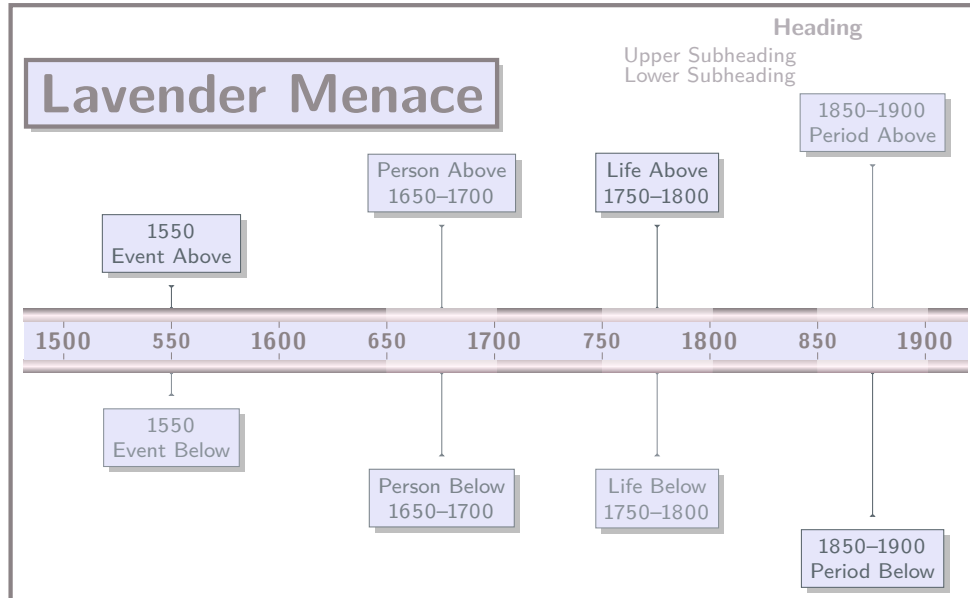 Heading
Upper Subheading
Lower Subheading
Lavender Menace
1850–1900
Period Above
Person Above
1650–1700
Life Above
1750–1800
1550
Event Above
1500 550 1600 650 1700 750 1800 850 1900
1550
Event Below
Person Below
1650–1700
Life Below
1750–1800
1850–1900
Period Below